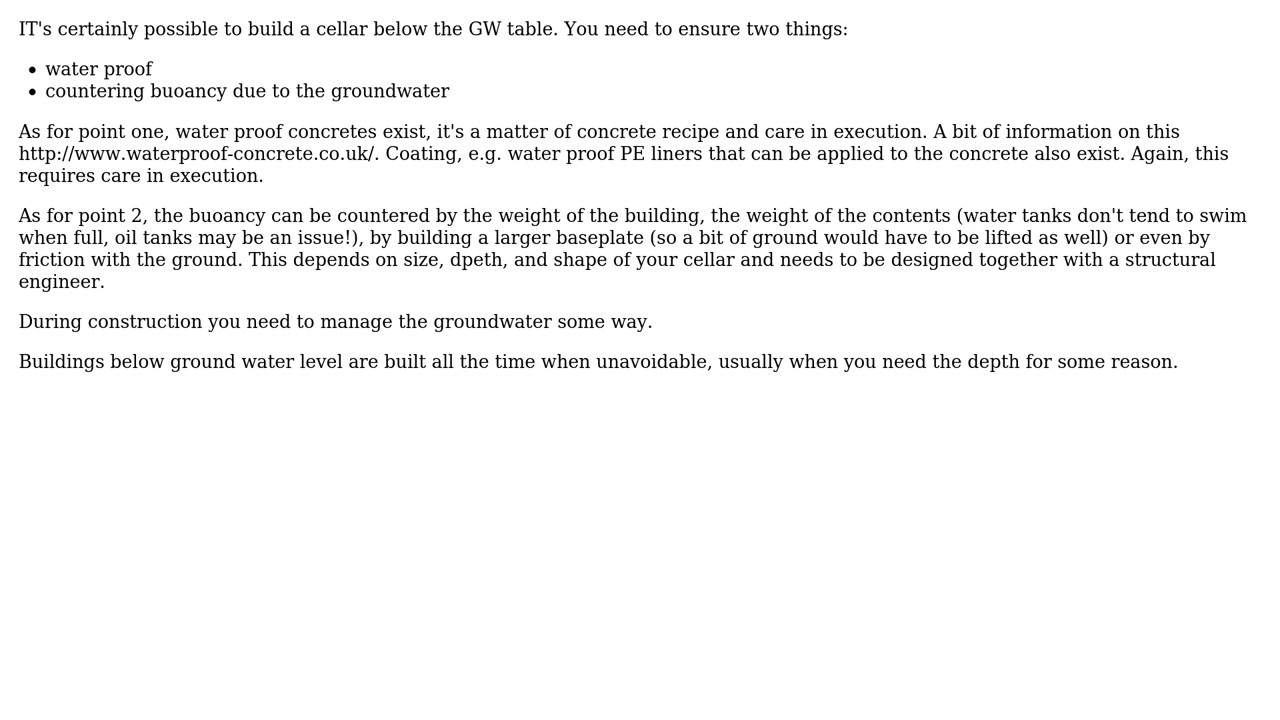 IT's certainly possible to build a cellar below the GW table. You need to ensure two things:
• water proof
• countering buoancy due to the groundwater
As for point one, water proof concretes exist, it's a matter of concrete recipe and care in execution. A bit of information on this
http://www.waterproof-concrete.co.uk/. Coating, e.g. water proof PE liners that can be applied to the concrete also exist. Again, this
requires care in execution.
As for point 2, the buoancy can be countered by the weight of the building, the weight of the contents (water tanks don't tend to swim
when full, oil tanks may be an issue!), by building a larger baseplate (so a bit of ground would have to be lifted as well) or even by
friction with the ground. This depends on size, dpeth, and shape of your cellar and needs to be designed together with a structural
engineer.
During construction you need to manage the groundwater some way.
Buildings below ground water level are built all the time when unavoidable, usually when you need the depth for some reason.